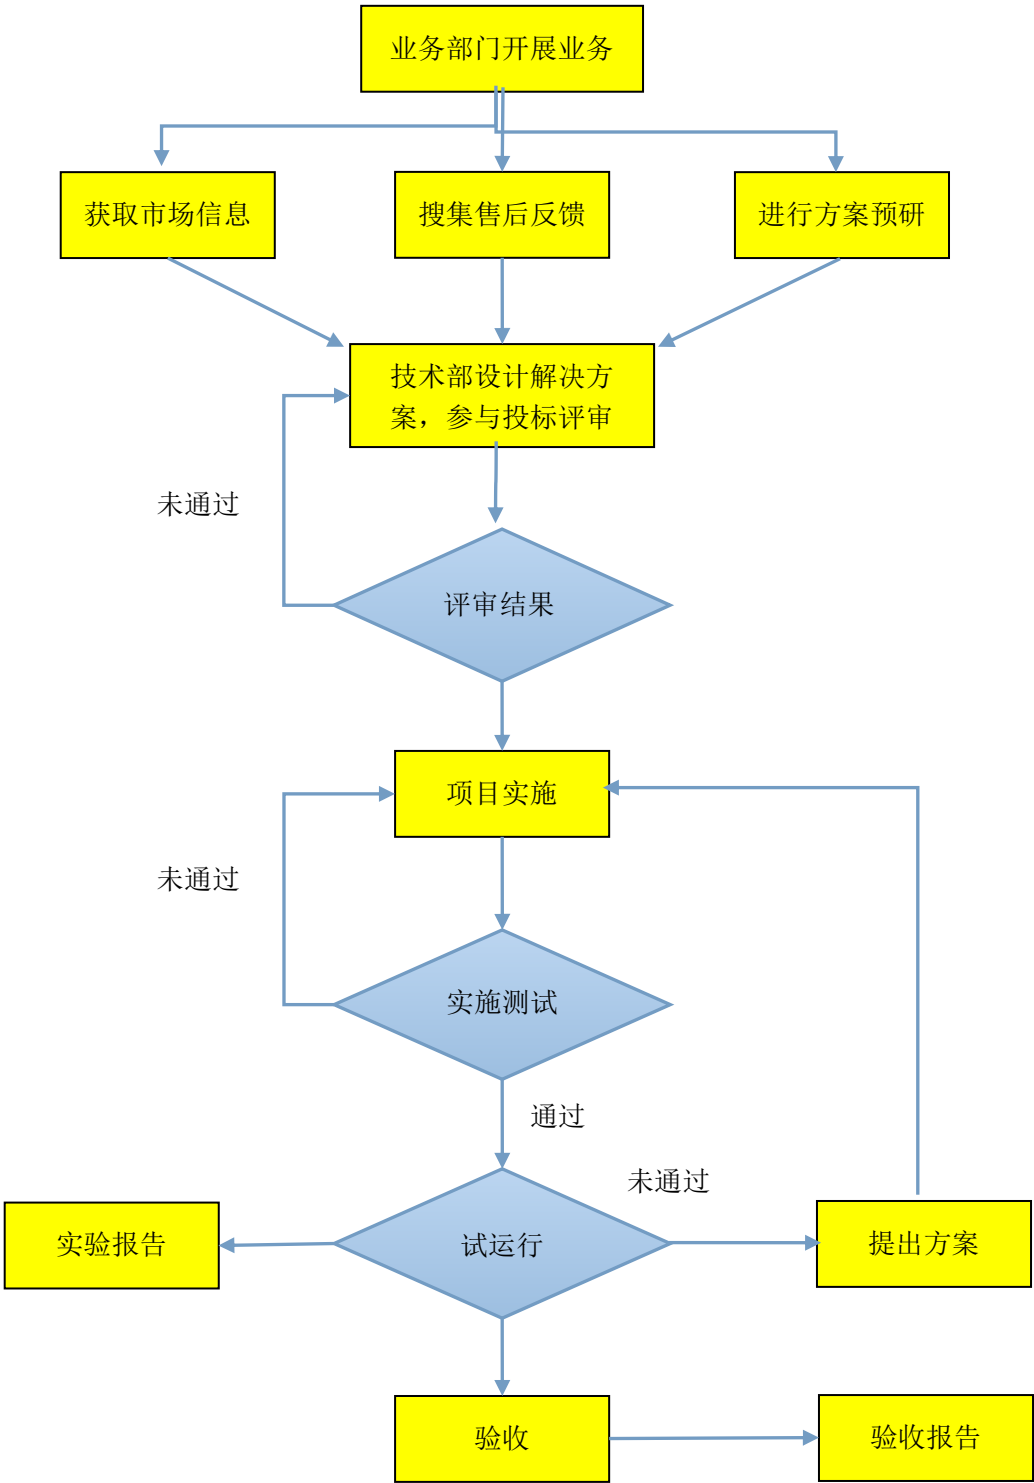 业务部门开展业务
获取市场信息
搜集售后反馈
进行方案预研
技术部设计解决方
案，参与投标评审
未通过
评审结果
项目实施
未通过
实施测试
通过
未通过
实验报告
试运行
提出方案
验收
验收报告